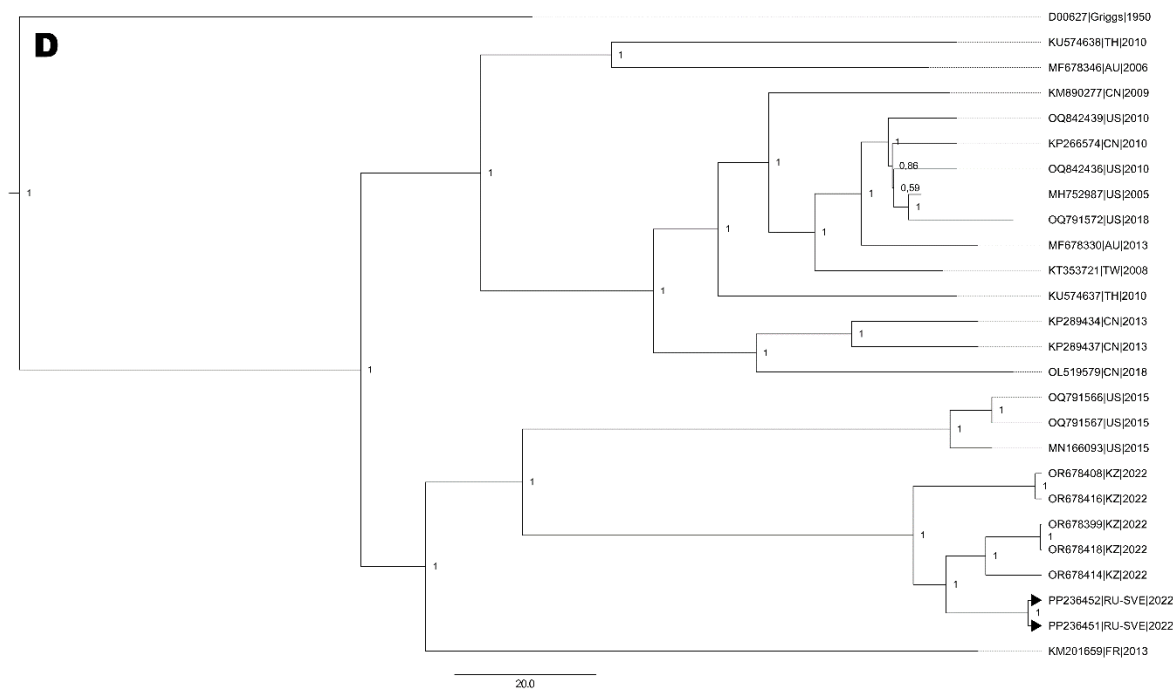 D
D00627|Griggs|1950
KU574638|TH|2010
1
MF678346|AU|2006
KM890277|CN|2009
OQ842439|US|2010
1
KP266574|CN|2010
0,86
OQ842436|US|2010
1
0,59
MH752987|US|2005
1
1
1
OQ791572|US|2018
1
1
1
MF678330|AU|2013
KT353721|TW|2008
1
KU574637|TH|2010
KP289434|CN|2013
1
KP289437|CN|2013
1
1
OL519579|CN|2018
OQ791566|US|2015
1
OQ791567|US|2015
1
MN166093|US|2015
OR678408|KZ|2022
1
1
OR678416|KZ|2022
OR678399|KZ|2022
1
1
OR678418|KZ|2022
1
OR678414|KZ|2022
1
1
PP236452|RU-SVE|2022
1
PP236451|RU-SVE|2022
KM201659|FR|2013
20.0